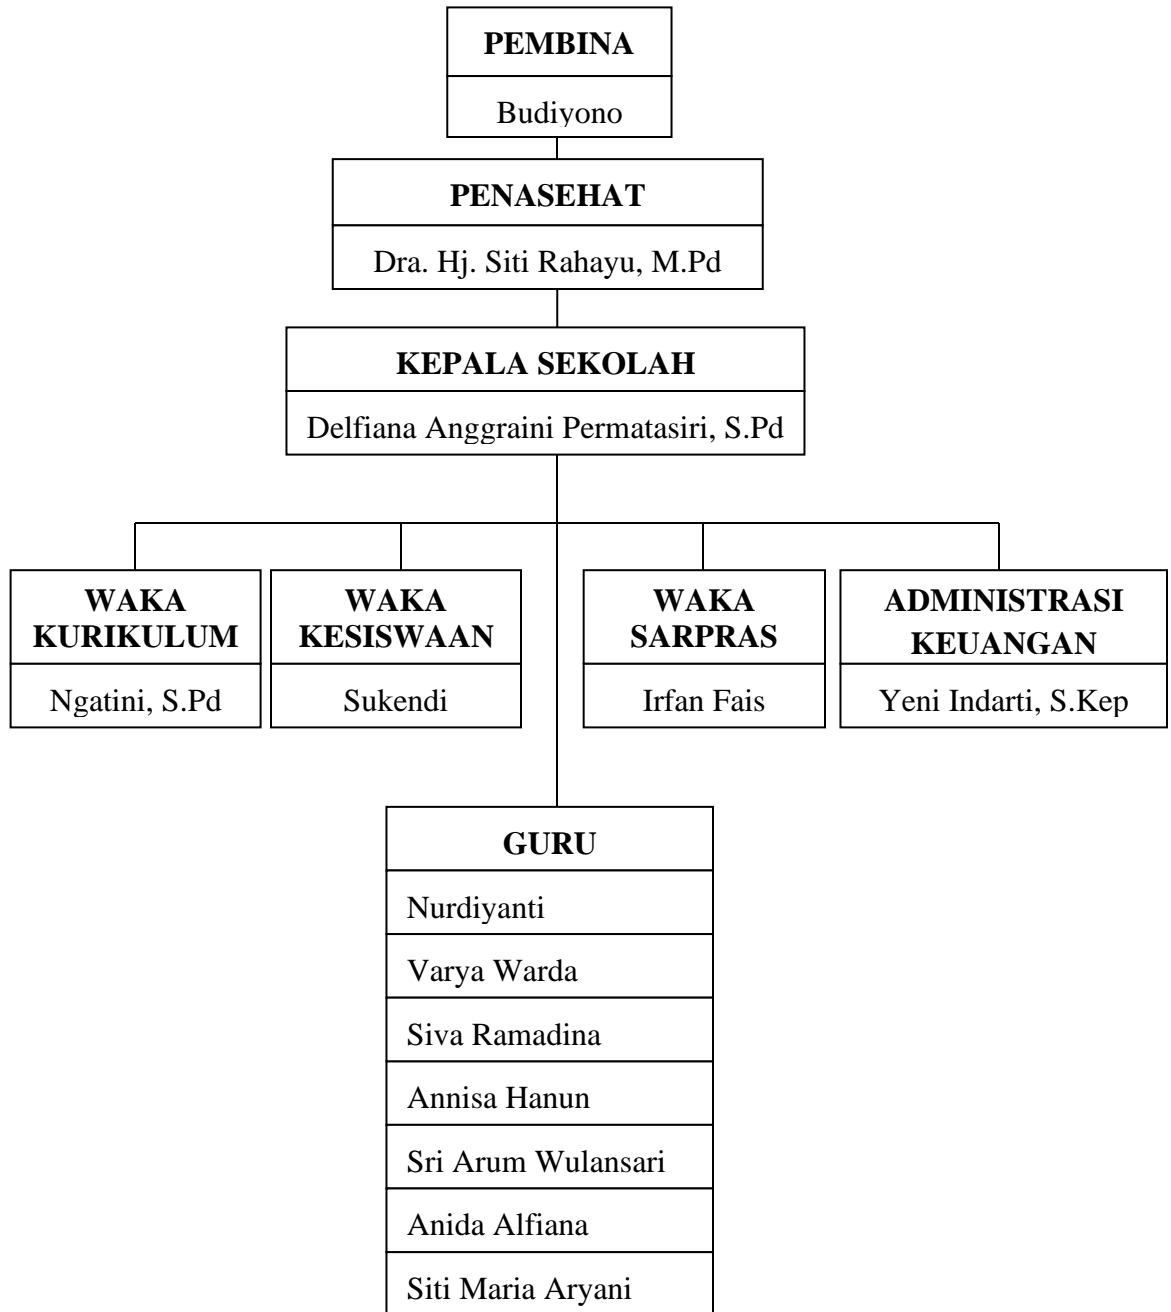 PEMBINA
Budiyono
PENASEHAT
Dra. Hj. Siti Rahayu, M.Pd
KEPALA SEKOLAH
Delfiana Anggraini Permatasiri, S.Pd
WAKA
KURIKULUM
Ngatini, S.Pd
WAKA
KESISWAAN
Sukendi
WAKA
SARPRAS
Irfan Fais
ADMINISTRASI
KEUANGAN
Yeni Indarti, S.Kep
GURU
Nurdiyanti
Varya Warda
Siva Ramadina
Annisa Hanun
Sri Arum Wulansari
Anida Alfiana
Siti Maria Aryani